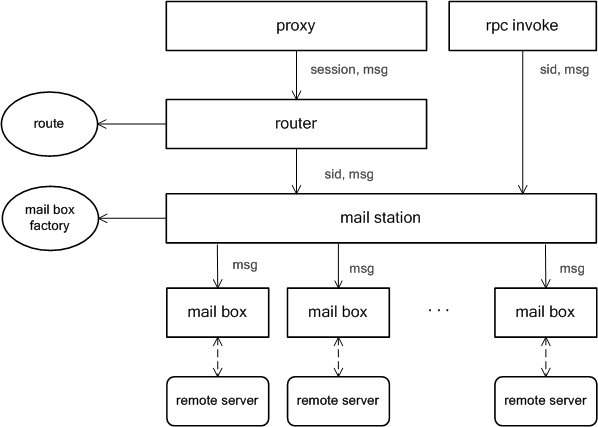 proxy
rpc invoke
session, msg
sid, msg
route
router
sid, msg
mail box
factory
mail station
msg
msg
msg
mail box
mail box
. . .
mail box
remote server
remote server
remote server